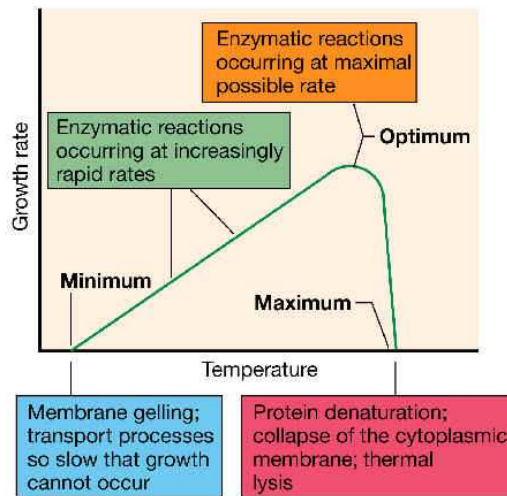 Enzymatic reactions
occurring at maximal
possible rate
Enzymatic reactions
occurring at increasingly
rapid rates
Optimum
Growth rate
Minimum
Maximum
Temperature
Membrane gelling;
transport processes
so slow that growth
cannot occur
Protein denaturation;
collapse of the cytoplasmic
membrane; thermal
lysis